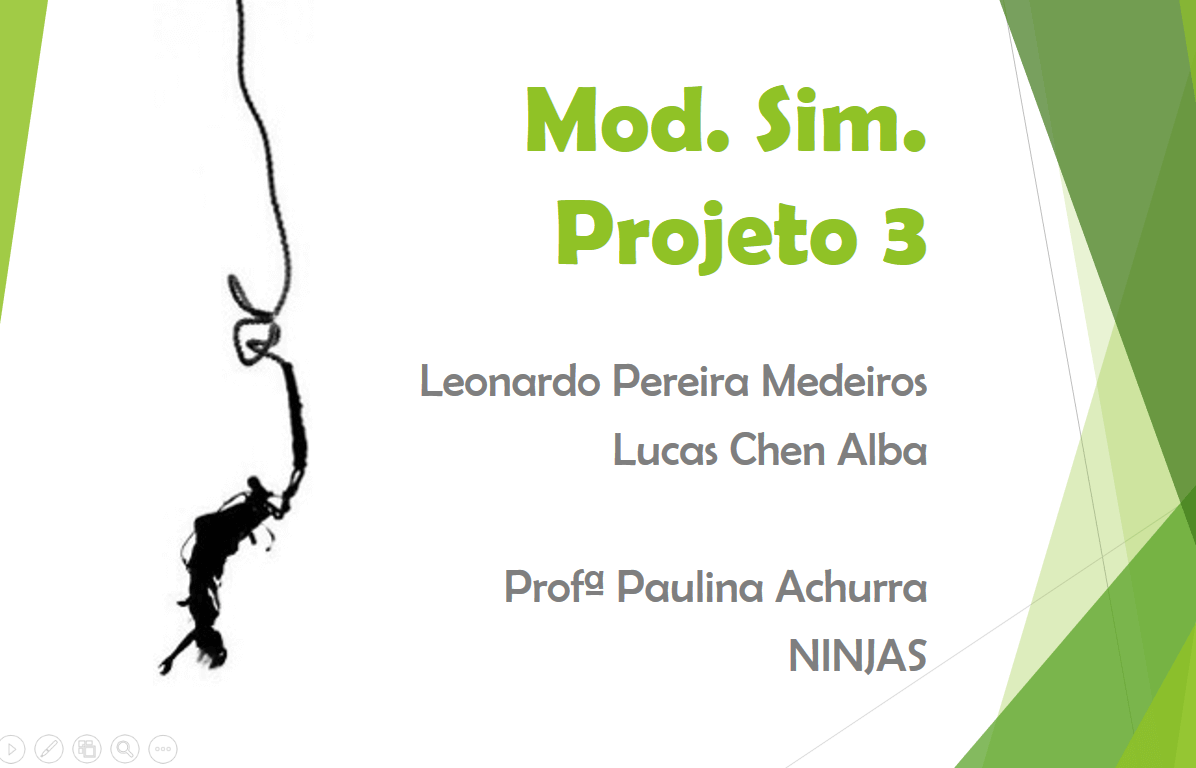 Mod. Sim.
Projeto 3
Leonardo Pereira Medeiros
Lucas Chen Alba
Profª Paulina Achurra
NINJAS